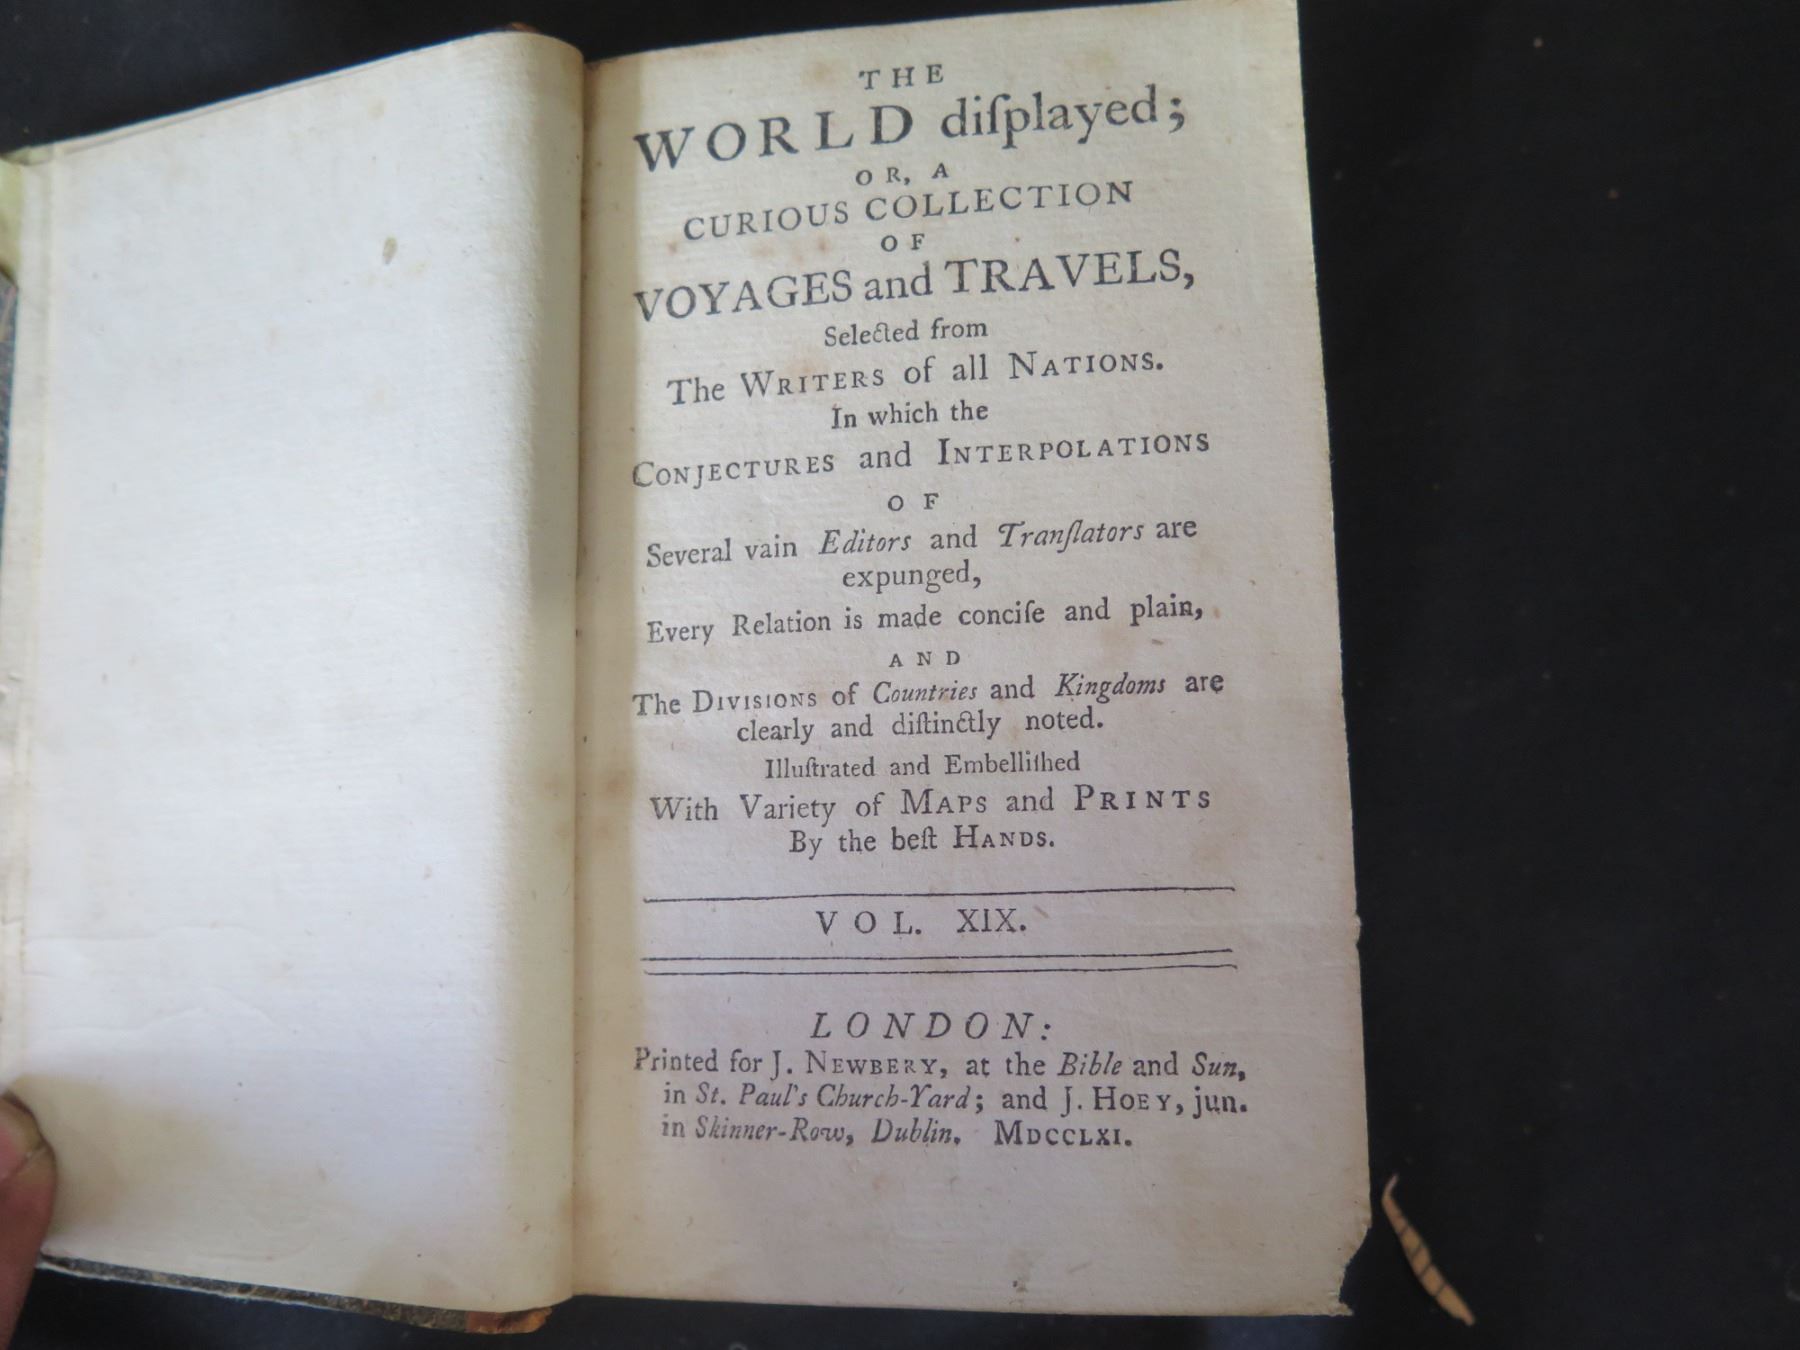 THE
WORLD diſplayed;
OR, A
CURIOUS COLLECTION
OF
VOYAGES and TRAVELS,
Selected from
The WRITERS of all NATIONS.
In which the
CONJECTURES and INTERPOLATIONS
OF
Several vain Editors and Tranſlators are
expunged,
Every Relation is made conciſe and plain,
AND
The DIVISIONS of Countries and Kingdoms are
clearly and diſtinctly noted.
Illuſtrated and Embelliſhed
With Variety of MAPS and PRINTS
By the beſt HANDS.
VOL. XIX.
LONDON:
Printed for J. NEWBERY, at the Bible and Sun,
in St. Paul's Church-Yard; and J. HOEY, jun.
in Skinner-Row, Dublin. MDCCLXI.